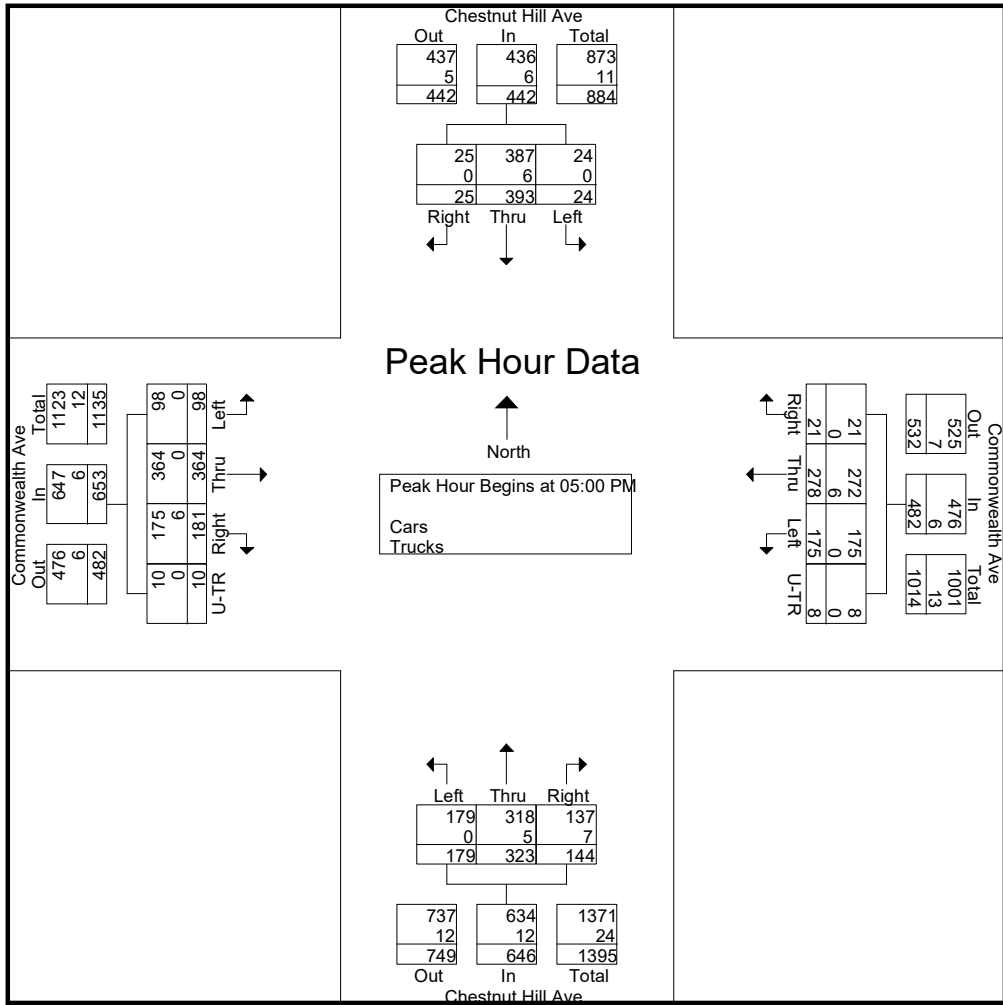 Chestnut Hill Ave
Out In Total
437 436 873
5 6 11
442 442 884
25 387 24
0 6 0
25 393 24
Right Thru Left
Peak Hour Data
North
Peak Hour Begins at 05:00 PM
Cars
Trucks
Commonwealth Ave
Total In Out
1123 647 476
12 6 6
1135 653 482
98 364 175 10
0 0 6 0
98 364 181 10
Left Thru Right U-TR
Commonwealth Ave
Out In Total
525 476 1001
7 6 13
532 482 1014
21 272 175 8
0 6 0 0
21 278 175 8
Right Thru Left U-TR
Left Thru Right
179 318 137
0 5 7
179 323 144
737 634 1371
12 12 24
749 646 1395
Out In Total
Chestnut Hill Ave